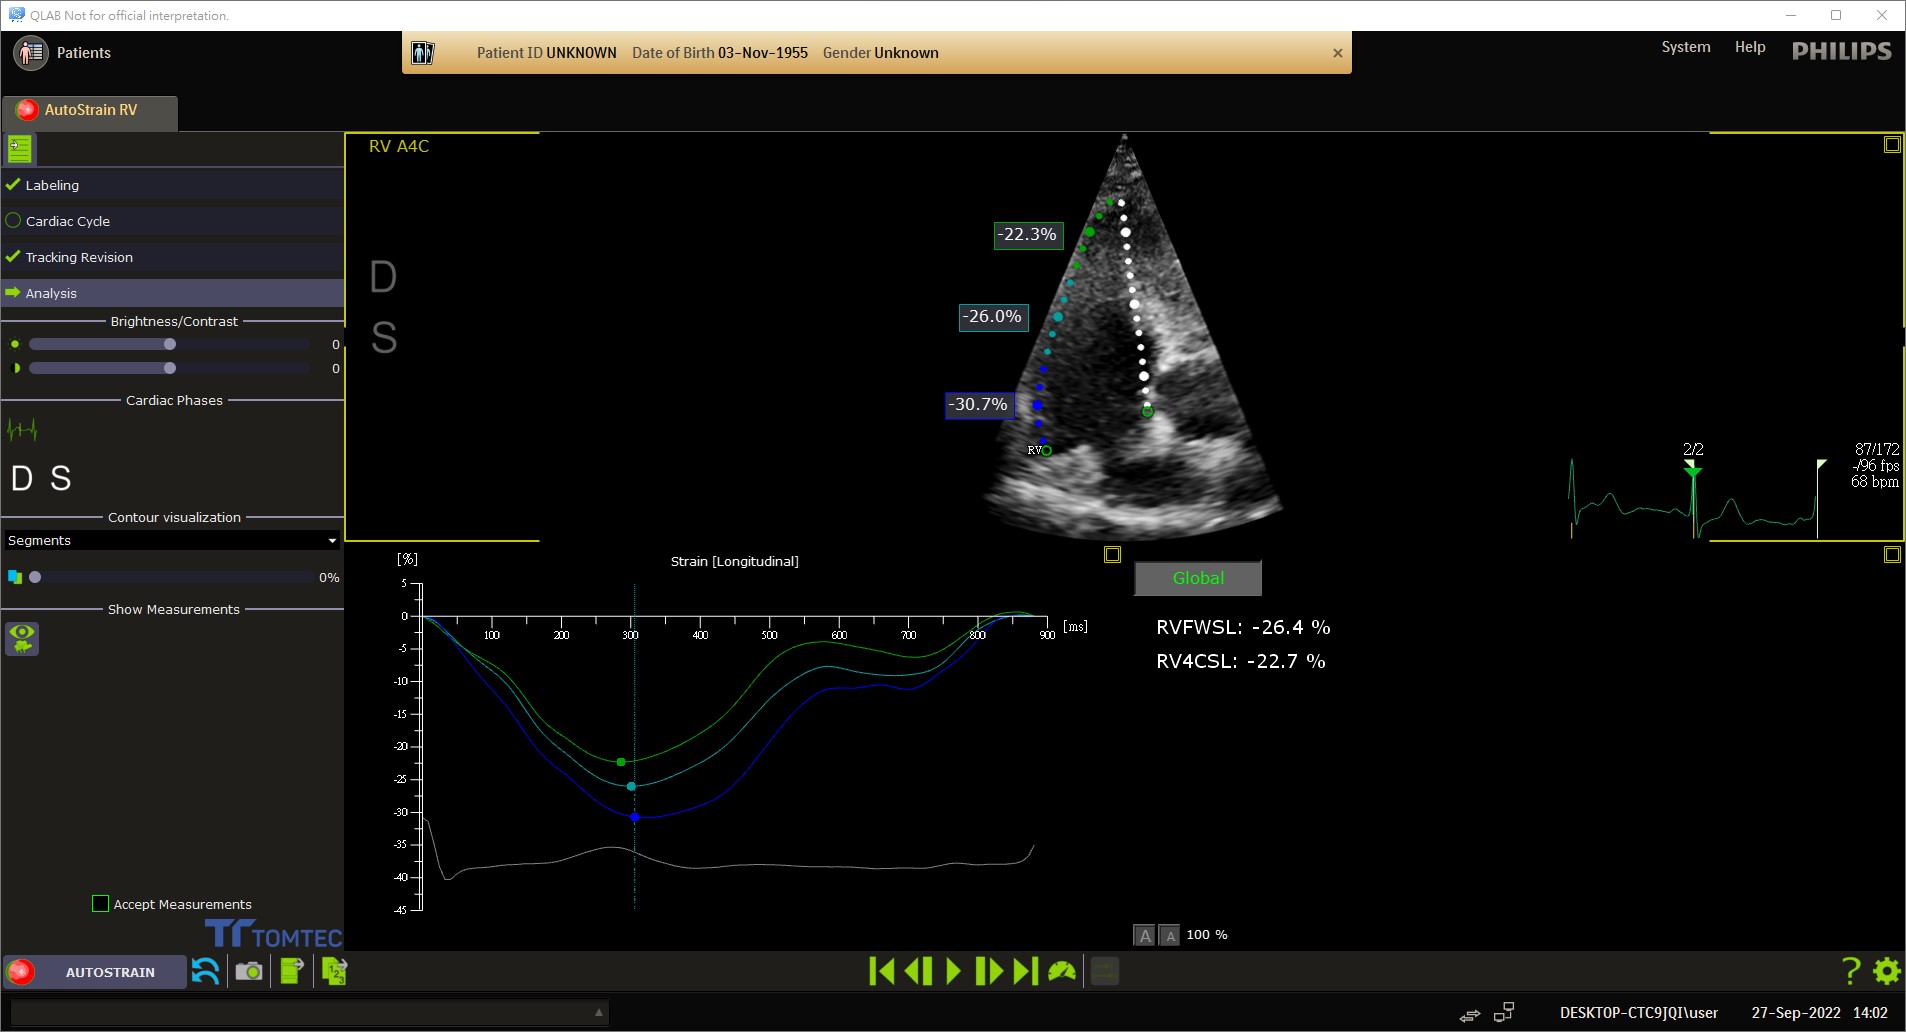 QLAB Not for official interpretation.
Patients
Patient ID UNKNOWN Date of Birth 03-Nov-1955 Gender Unknown
System Help PHILIPS
AutoStrain RV
Labeling
Cardiac Cycle
Tracking Revision
Analysis
Brightness/Contrast
0
0
Cardiac Phases
D S
Contour visualization
Segments
0%
Show Measurements
Accept Measurements
TOMTEC
RV A4C
D
S
-22.3%
-26.0%
-30.7%
RV
2/2
87/172
-/96 fps
68 bpm
[%]
Strain [Longitudinal]
5
0
-5
-10
-15
-20
-25
-30
-35
-40
-45
100 200 300 400 500 600 700 800 900 [ms]
Global
RVFWSL: -26.4 %
RV4CSL: -22.7 %
A A 100 %
AUTOSTRAIN
1 2 3
?
DESKTOP-CTC9JQI\user 27-Sep-2022 14:02